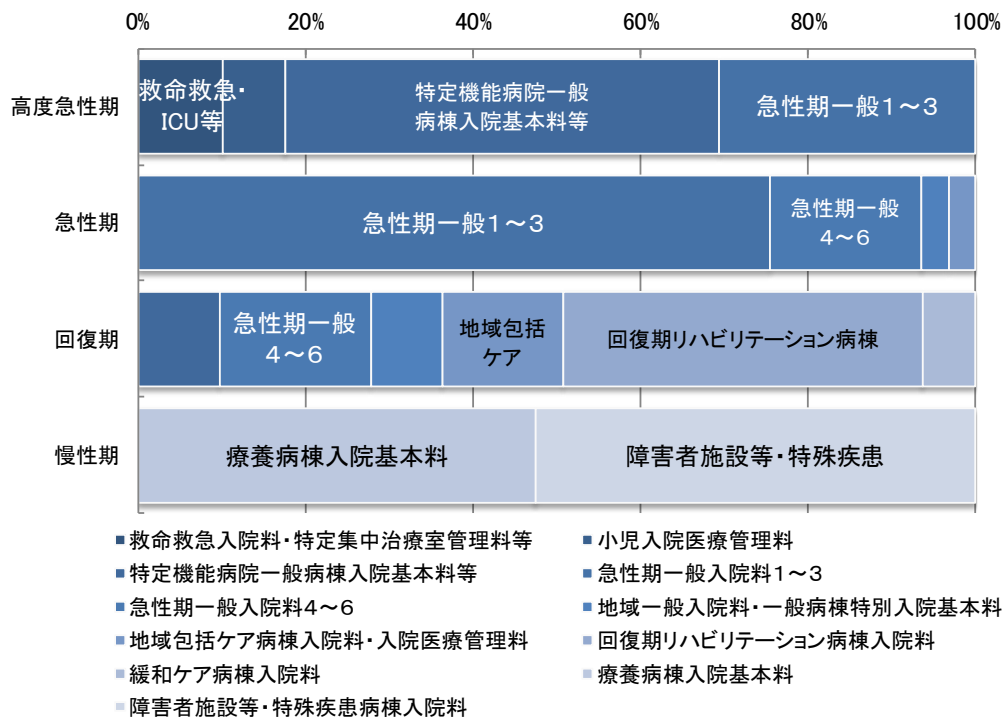 0% 20% 40% 60% 80% 100%
高度急性期
救命救急・
ICU等
特定機能病院一般
病棟入院基本料等
急性期一般１～３
急性期
急性期一般１～３
急性期一般
４～６
回復期
急性期一般
４～６
地域包括
ケア
回復期リハビリテーション病棟
慢性期
療養病棟入院基本料
障害者施設等・特殊疾患
救命救急入院料・特定集中治療室管理料等
小児入院医療管理料
特定機能病院一般病棟入院基本料等
急性期一般入院料１～３
急性期一般入院料４～６
地域一般入院料・一般病棟特別入院基本料
地域包括ケア病棟入院料・入院医療管理料
回復期リハビリテーション病棟入院料
緩和ケア病棟入院料
療養病棟入院基本料
障害者施設等・特殊疾患病棟入院料